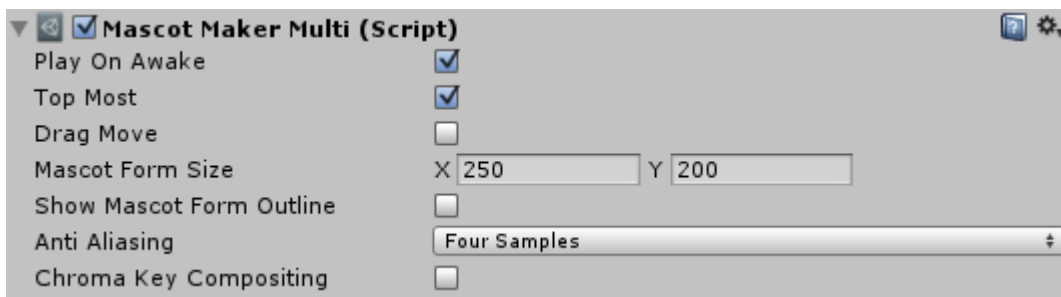 Mascot Maker Multi (Script)
Play On Awake
Top Most
Drag Move
Mascot Form Size X 250 Y 200
Show Mascot Form Outline
Anti Aliasing Four Samples
Chroma Key Compositing